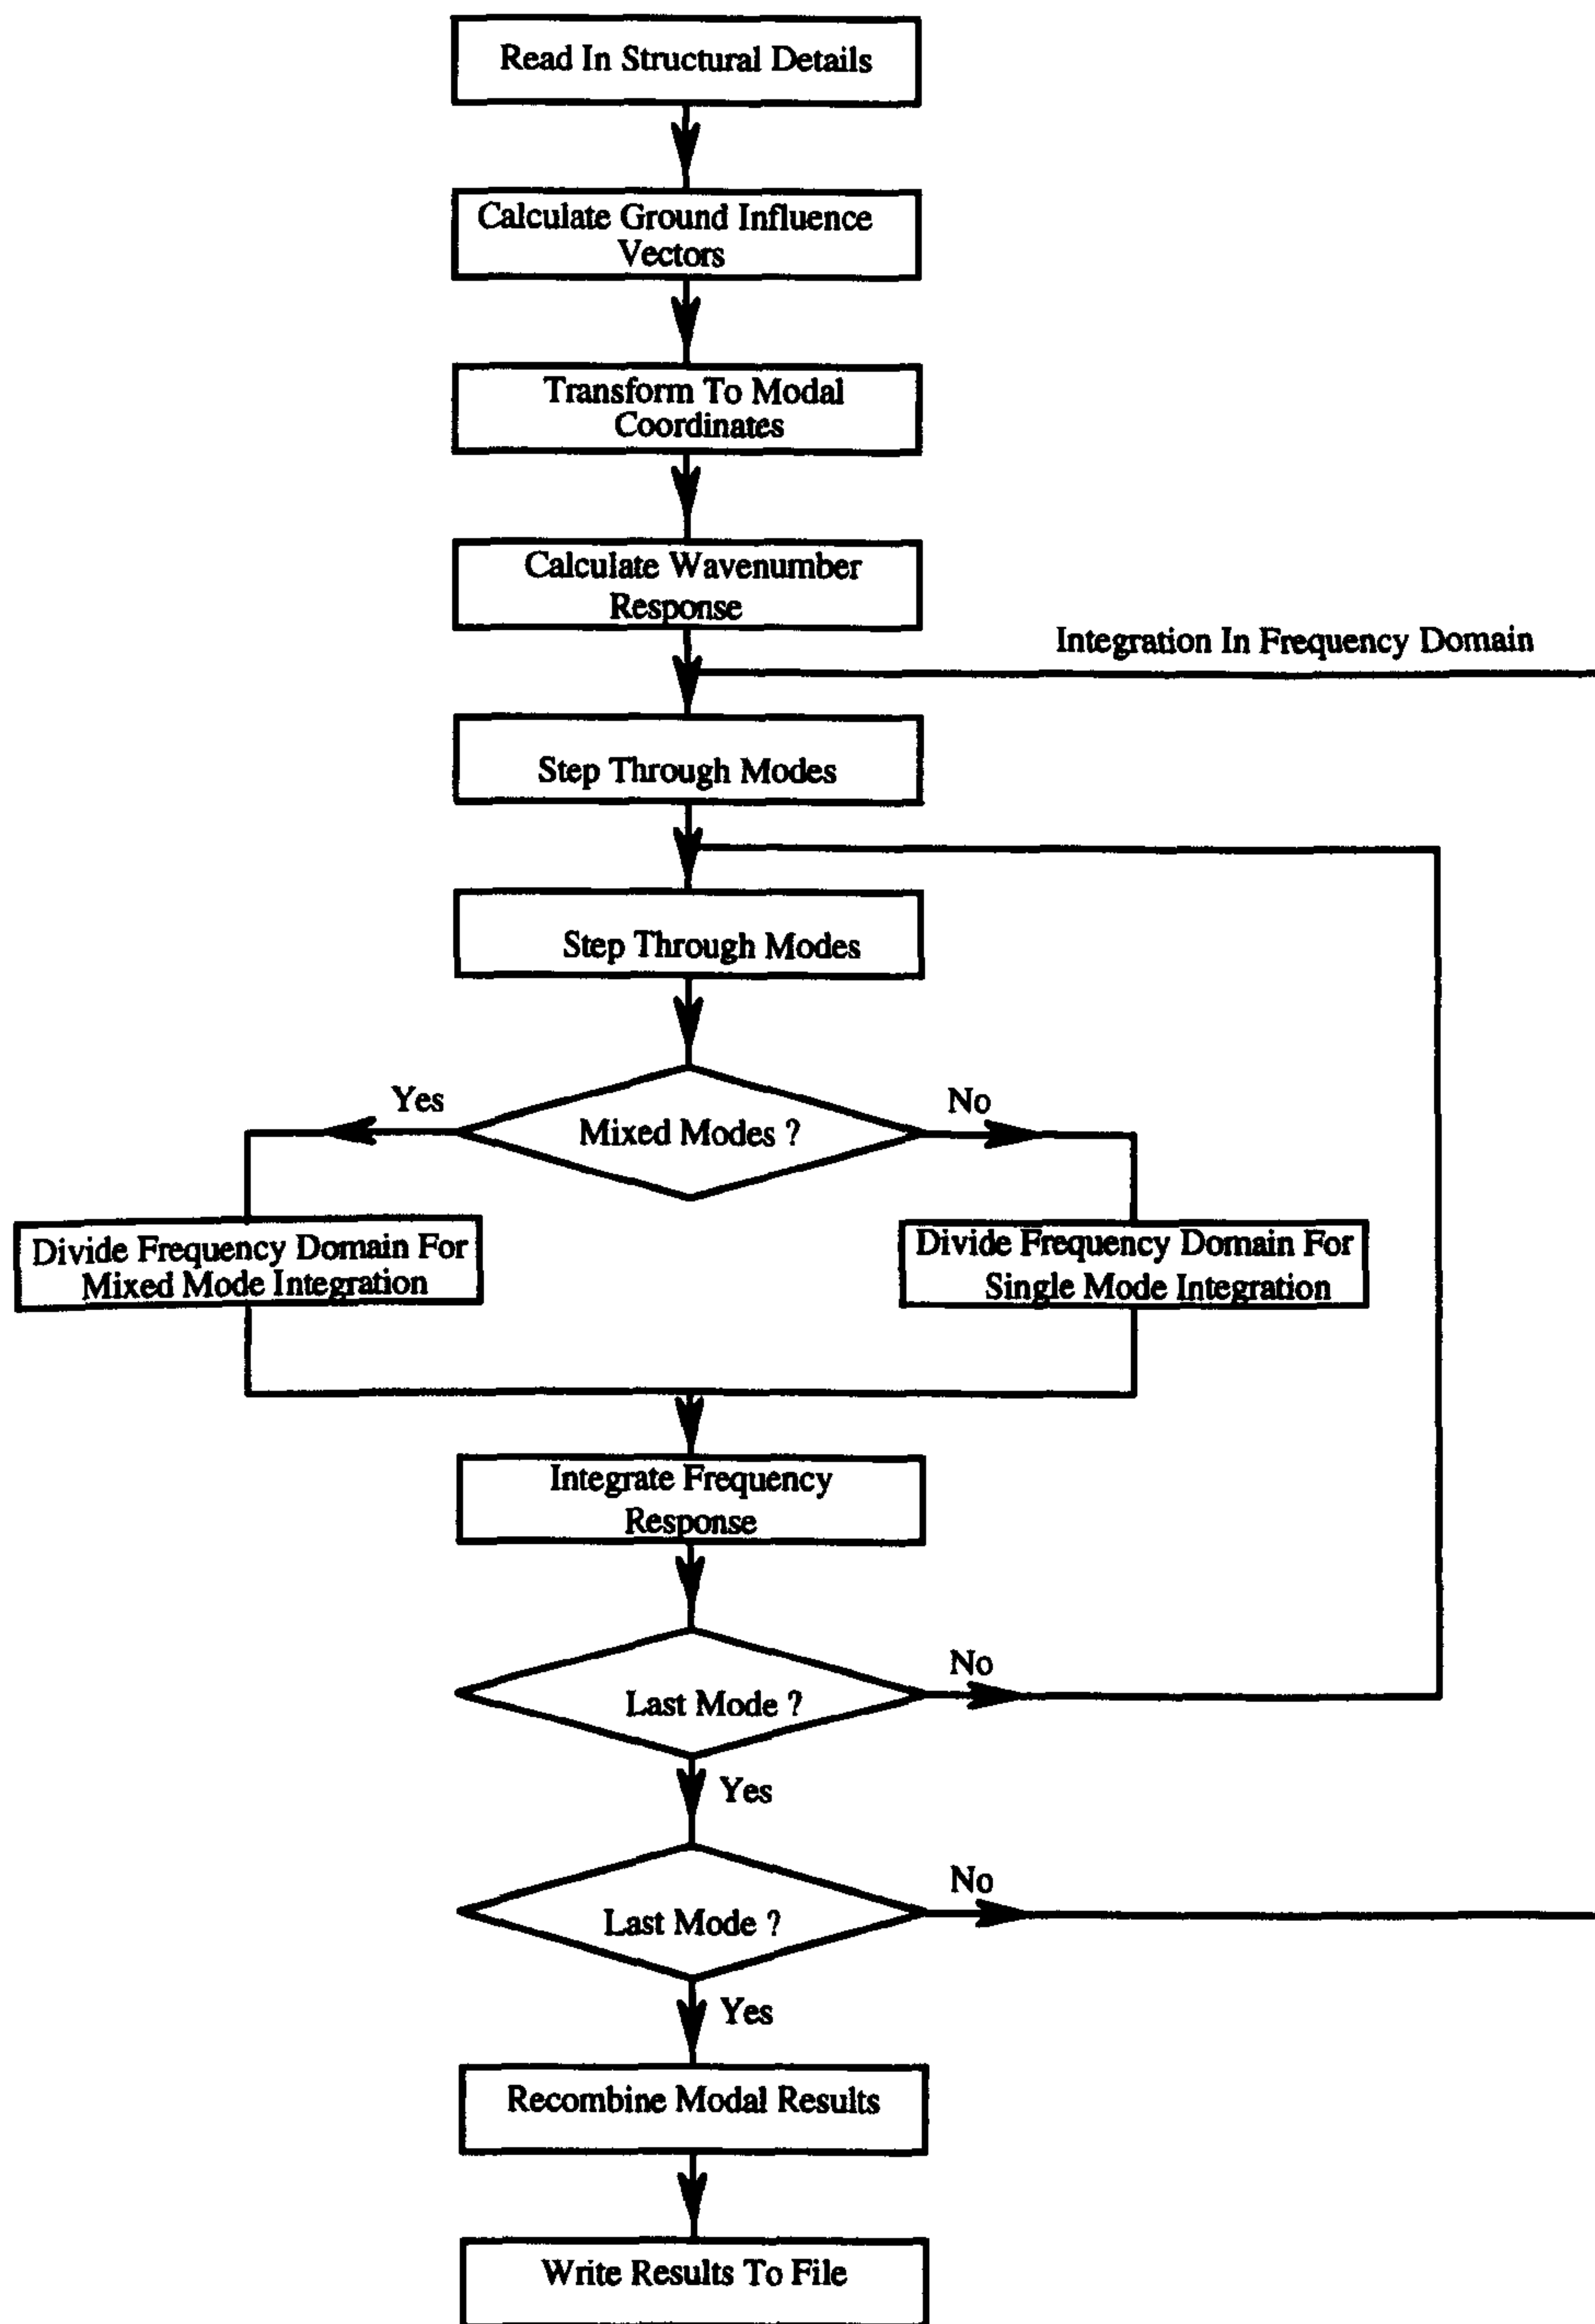 Read In Structural Details
Calculate Ground Influence
Vectors
Transform To Modal
Coordinates
Calculate Wavenumber
Response
Integration In Frequency Domain
Step Through Modes
Step Through Modes
Yes
No
Mixed Modes ?
Divide Frequency Domain For
Mixed Mode Integration
Divide Frequency Domain For
Single Mode Integration
Integrate Frequency
Response
No
Last Mode ?
Yes
No
Last Mode ?
Yes
Recombine Modal Results
Write Results To File